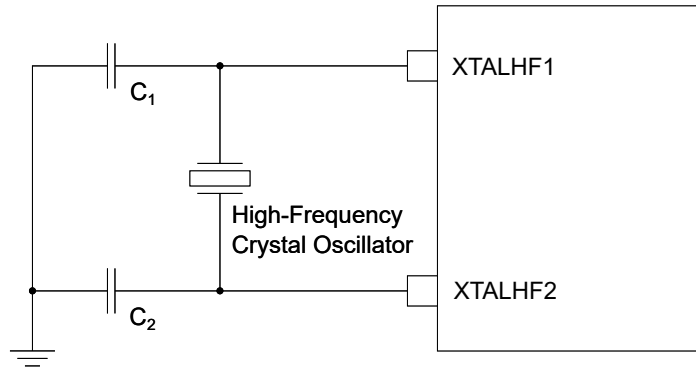 XTALHF1
C₁
High-Frequency
Crystal Oscillator
XTALHF2
C₂